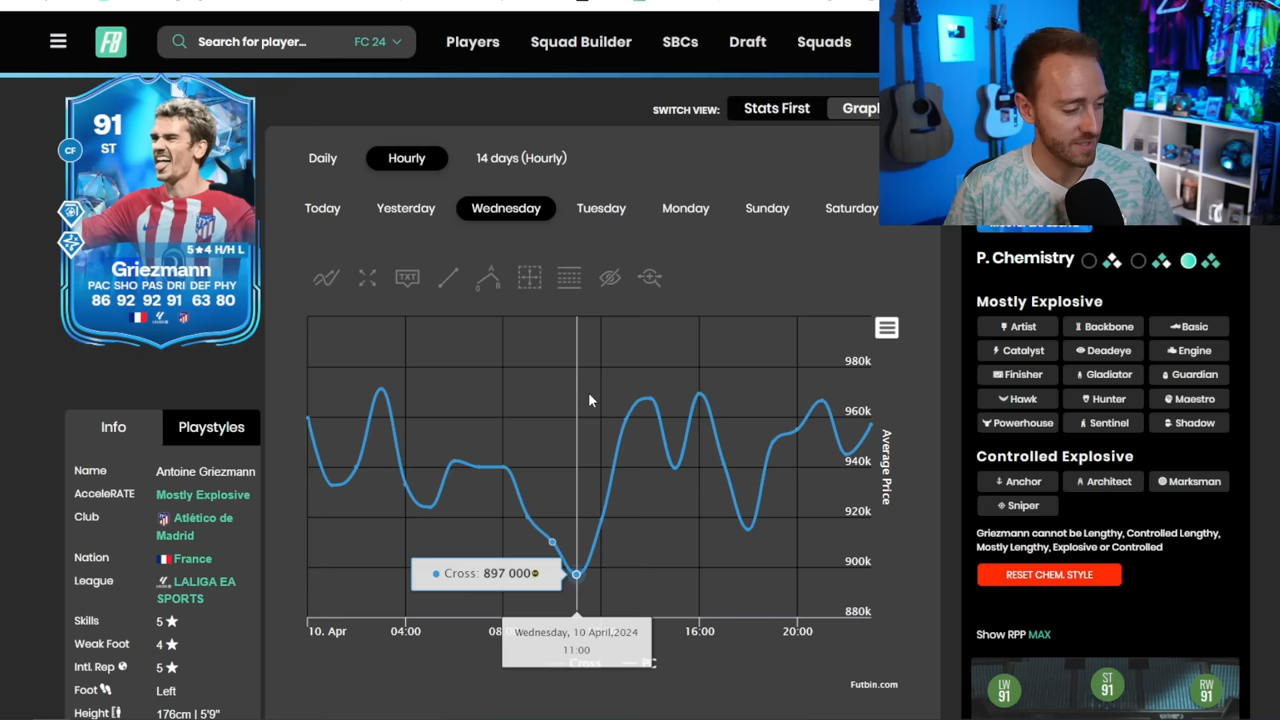 FB
Search for player...
FC 24
Players
Squad Builder
SBCs
Draft
Squads
91
ST
CF
5★4 H/H L
Griezmann
PAC SHO PAS DRI DEF PHY
86 92 92 91 63 80
SWITCH VIEW:
Stats First
Grap
Daily
Hourly
14 days (Hourly)
Today
Yesterday
Wednesday
Tuesday
Monday
Sunday
Saturday
TXT
980k
960k
940k
920k
900k
880k
Average Price
Cross: 897 000
10. Apr
04:00
08:
16:00
20:00
Wednesday, 10 April,2024
11:00
Cross
PC
Futbin.com
Info
Playstyles
Name
Antoine Griezmann
AcceleRATE
Mostly Explosive
Club
Atlético de
Madrid
Nation
France
League
LALIGA EA
SPORTS
Skills
5 ★
Weak Foot
4 ★
Intl. Rep
5 ★
Foot
Left
Height
176cm | 5'9"
P. Chemistry
Mostly Explosive
Artist
Backbone
Basic
Catalyst
Deadeye
Engine
Finisher
Gladiator
Guardian
Hawk
Hunter
Maestro
Powerhouse
Sentinel
Shadow
Controlled Explosive
Anchor
Architect
Marksman
Sniper
Griezmann cannot be Lengthy, Controlled Lengthy,
Mostly Lengthy, Explosive or Controlled
RESET CHEM. STYLE
Show RPP MAX
LW
91
ST
91
RW
91